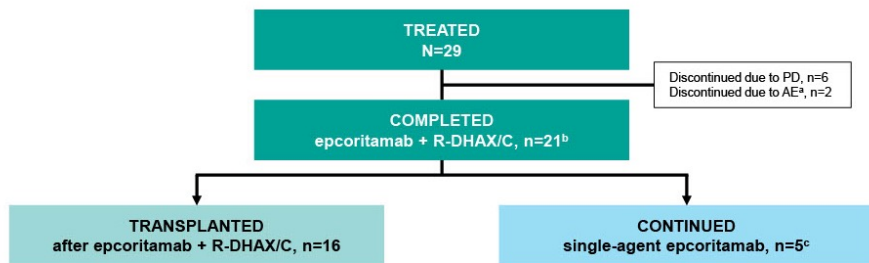 TREATED
N=29
Discontinued due to PD, n=6
Discontinued due to AEᵃ, n=2
COMPLETED
epcoritamab + R-DHAX/C, n=21ᵇ
TRANSPLANTED
after epcoritamab + R-DHAX/C, n=16
CONTINUED
single-agent epcoritamab, n=5ᶜ